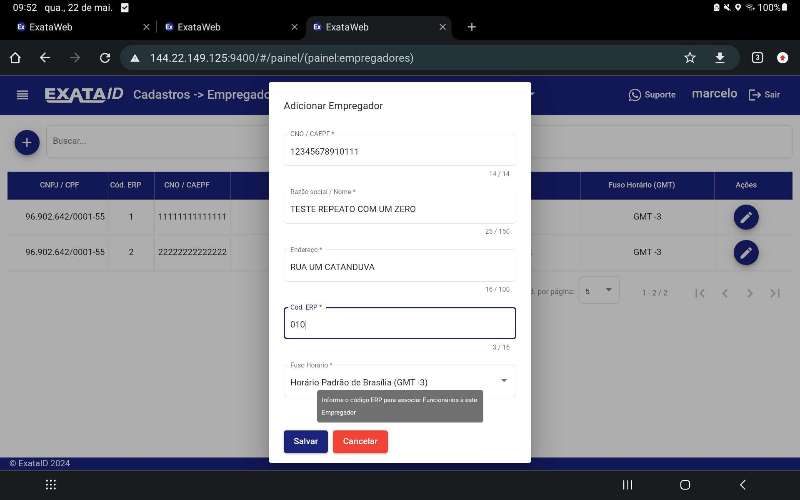 09:52 qua., 22 de mai. 100%
ExataWeb
ExataWeb
ExataWeb
144.22.149.125:9400/#/painel/(painel:empregadores)
3
EXATAID Cadastros -> Empregado
Suporte marcelo Sair
Buscar...
CNPJ / CPF Cód. ERP CNO / CAEPF Fuso Horário (GMT) Ações
96.902.642/0001-55 1 11111111111111 GMT -3
96.902.642/0001-55 2 22222222222222 GMT -3
. por página: 5 1 - 2 / 2
Adicionar Empregador
CNO / CAEPF *
12345678910111
14 / 14
Razão social / Nome *
TESTE REPEATO COM UM ZERO
25 / 150
Endereço *
RUA UM CATANDUVA
16 / 100
Cód. ERP *
010
3 / 16
Fuso Horário *
Horário Padrão de Brasília (GMT -3)
Informe o código ERP para associar Funcionários à este
Empregador
Salvar Cancelar
© ExataID 2024